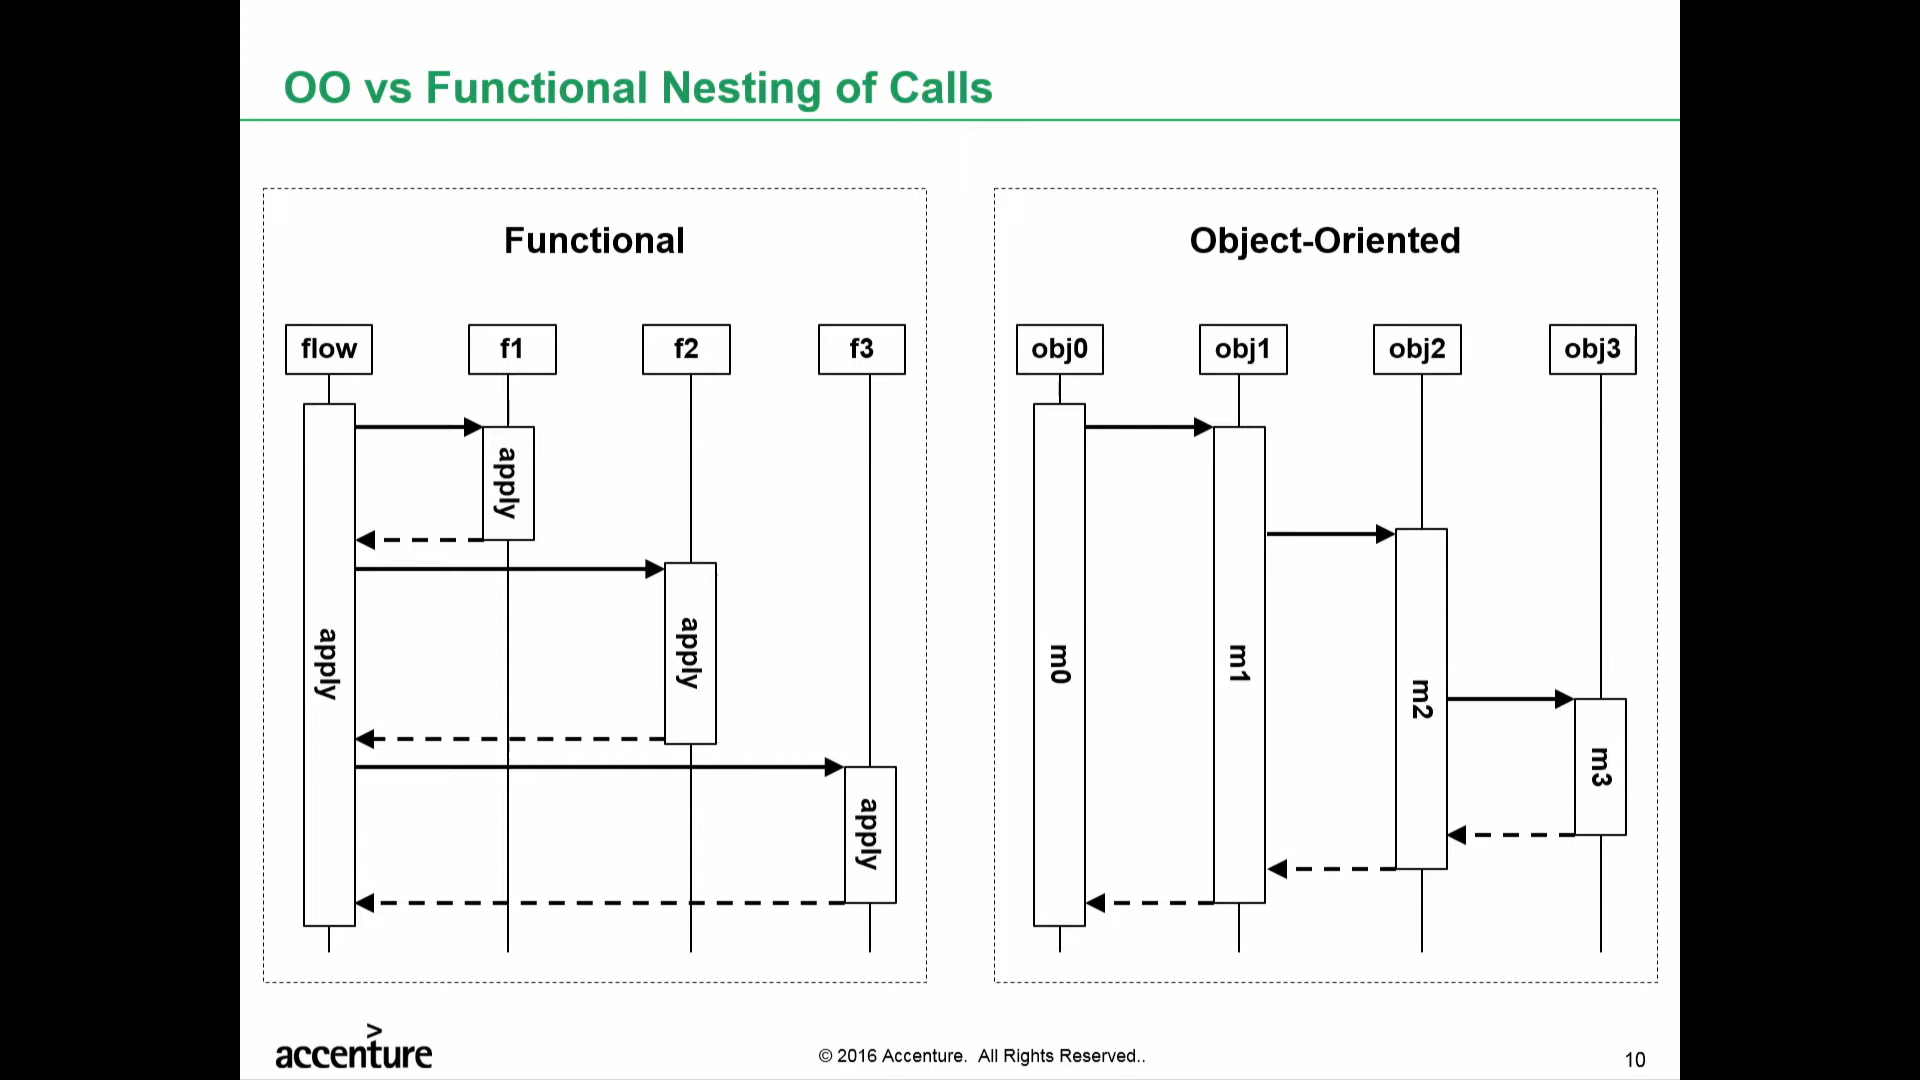 OO vs Functional Nesting of Calls
Functional
flow
f1
f2
f3
apply
apply
apply
apply
Object-Oriented
obj0
obj1
obj2
obj3
m0
m1
m2
m3
>
accenture
© 2016 Accenture. All Rights Reserved..
10